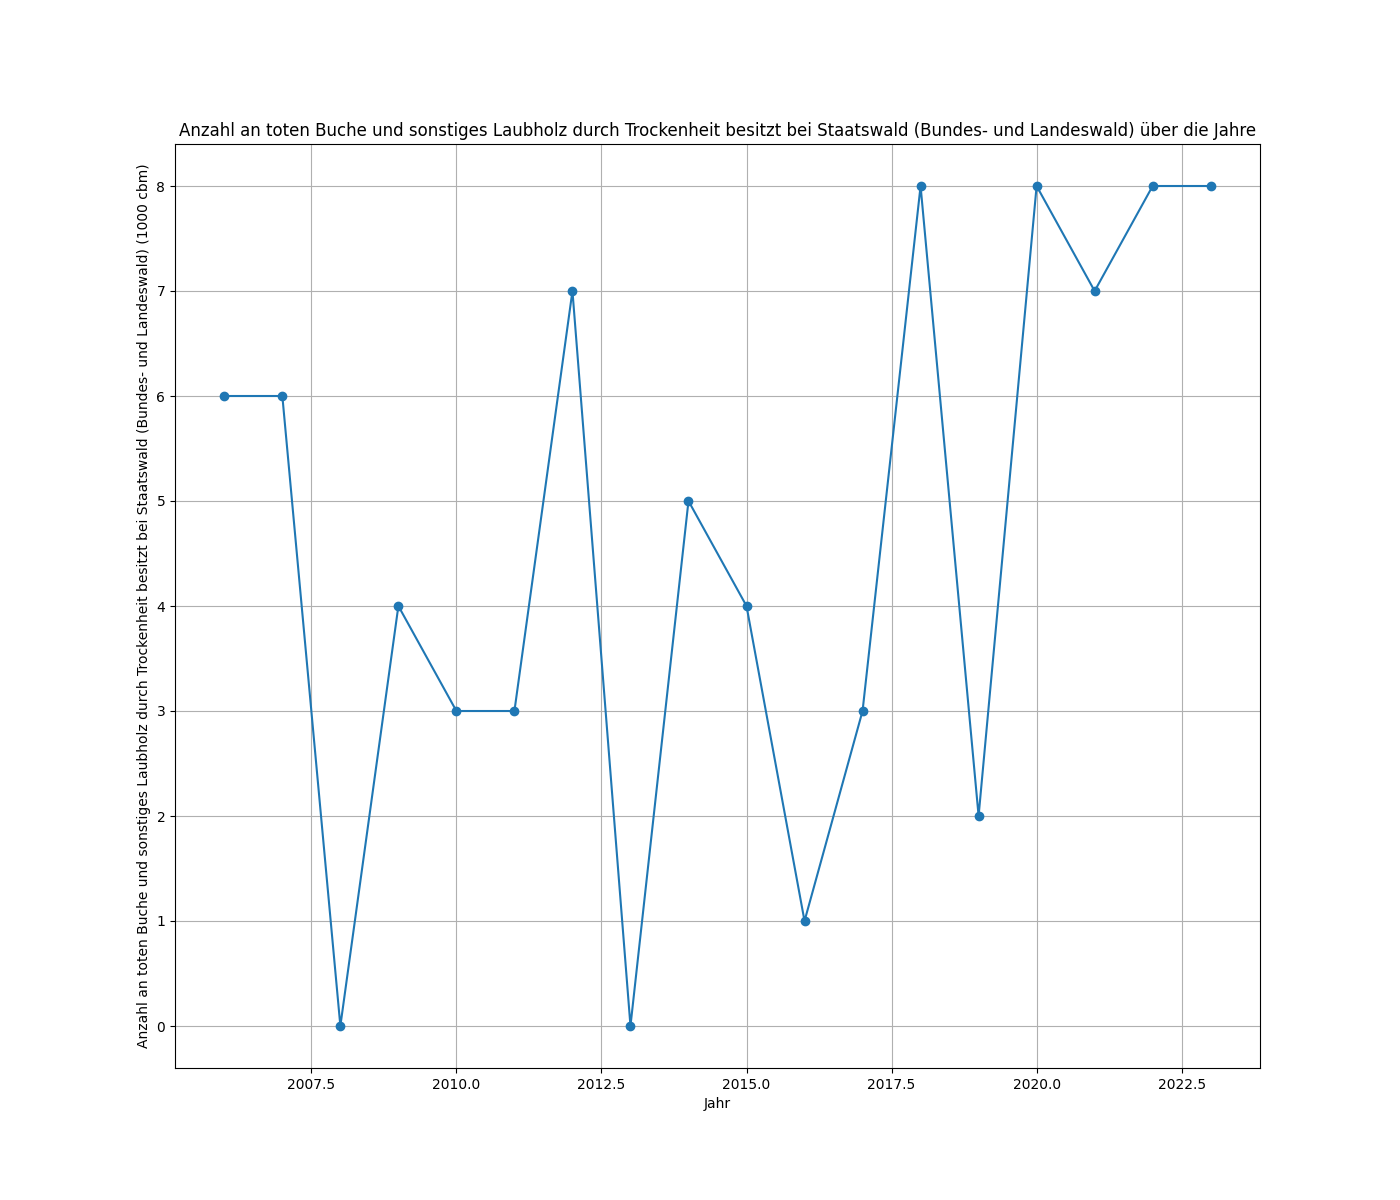 Anzahl an toten Buche und sonstiges Laubholz durch Trockenheit besitzt bei Staatswald (Bundes- und Landeswald) über die Jahre
Anzahl an toten Buche und sonstiges Laubholz durch Trockenheit besitzt bei Staatswald (Bundes- und Landeswald) (1000 cbm)
8
7
6
5
4
3
2
1
0
2007.5 2010.0 2012.5 2015.0 2017.5 2020.0 2022.5
Jahr